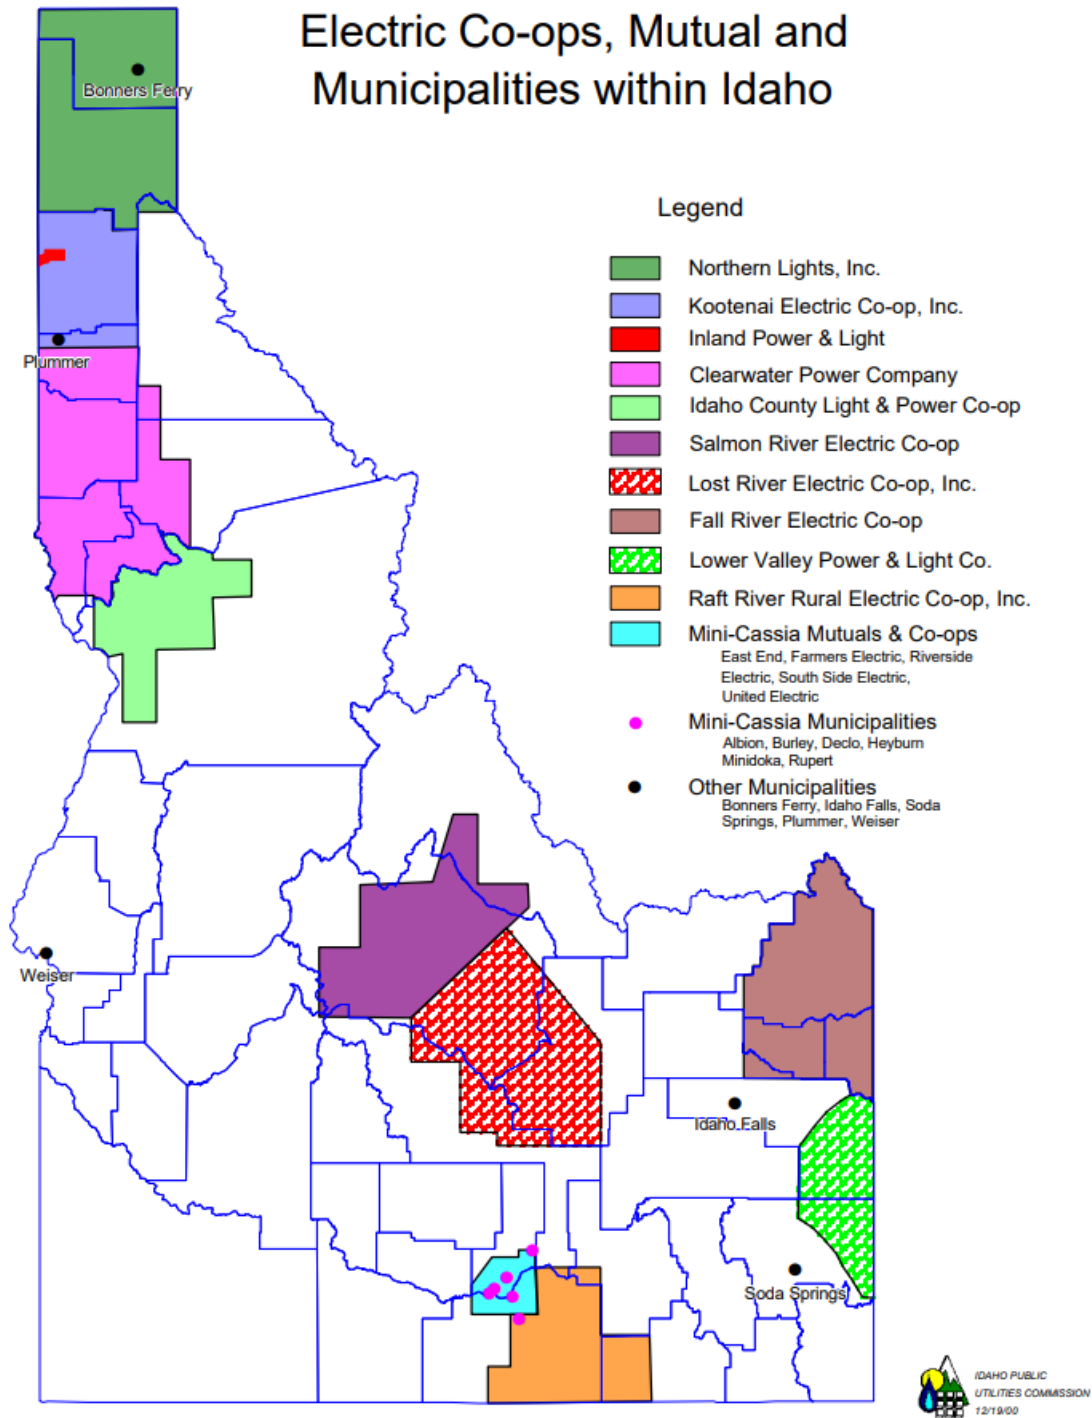 Electric Co-ops, Mutual and
Municipalities within Idaho
Bonners Ferry
Plummer
Weiser
Idaho Falls
Soda Springs
Legend
Northern Lights, Inc.
Kootenai Electric Co-op, Inc.
Inland Power & Light
Clearwater Power Company
Idaho County Light & Power Co-op
Salmon River Electric Co-op
Lost River Electric Co-op, Inc.
Fall River Electric Co-op
Lower Valley Power & Light Co.
Raft River Rural Electric Co-op, Inc.
Mini-Cassia Mutuals & Co-ops
East End, Farmers Electric, Riverside
Electric, South Side Electric,
United Electric
Mini-Cassia Municipalities
Albion, Burley, Declo, Heyburn
Minidoka, Rupert
Other Municipalities
Bonners Ferry, Idaho Falls, Soda
Springs, Plummer, Weiser
IDAHO PUBLIC
UTILITIES COMMISSION
12/19/00